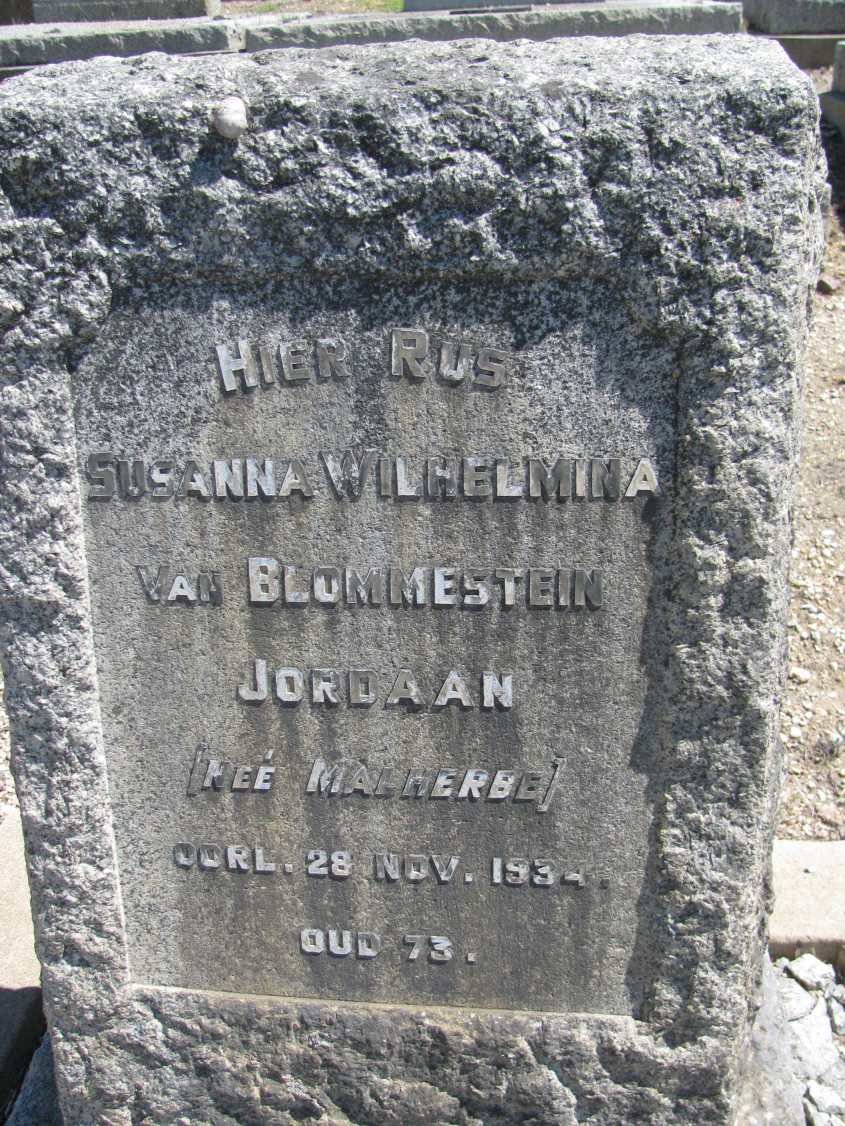 HIER RUS
SUSANNA WILHELMINA
VAN BLOMMESTEIN
JORDAAN
[NEÉ MALHERBE]
OORL. 28 NOV. 1934.
OUD 73.